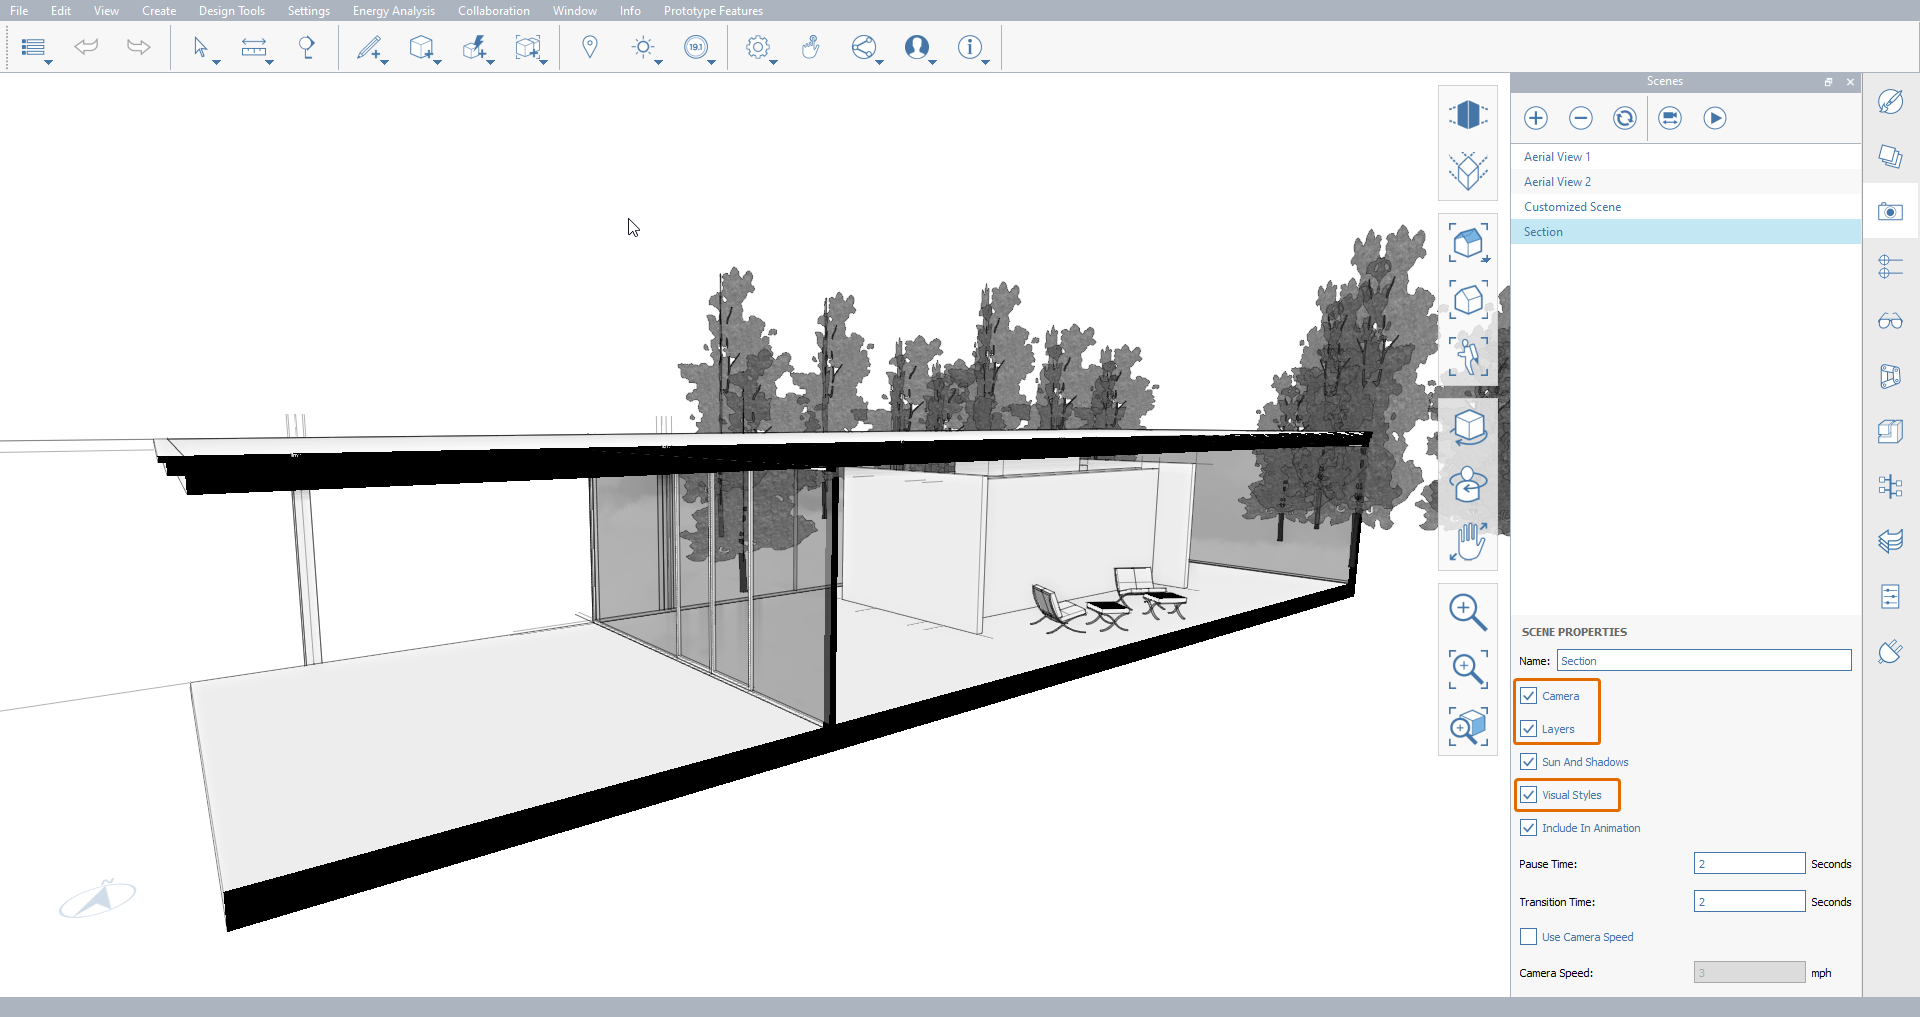 File Edit View Create Design Tools Settings Energy Analysis Collaboration Window Info Prototype Features
19.1
Scenes
Aerial View 1
Aerial View 2
Customized Scene
Section
SCENE PROPERTIES
Name: Section
Camera
Layers
Sun And Shadows
Visual Styles
Include In Animation
Pause Time: 2 Seconds
Transition Time: 2 Seconds
Use Camera Speed
Camera Speed: 3 mph